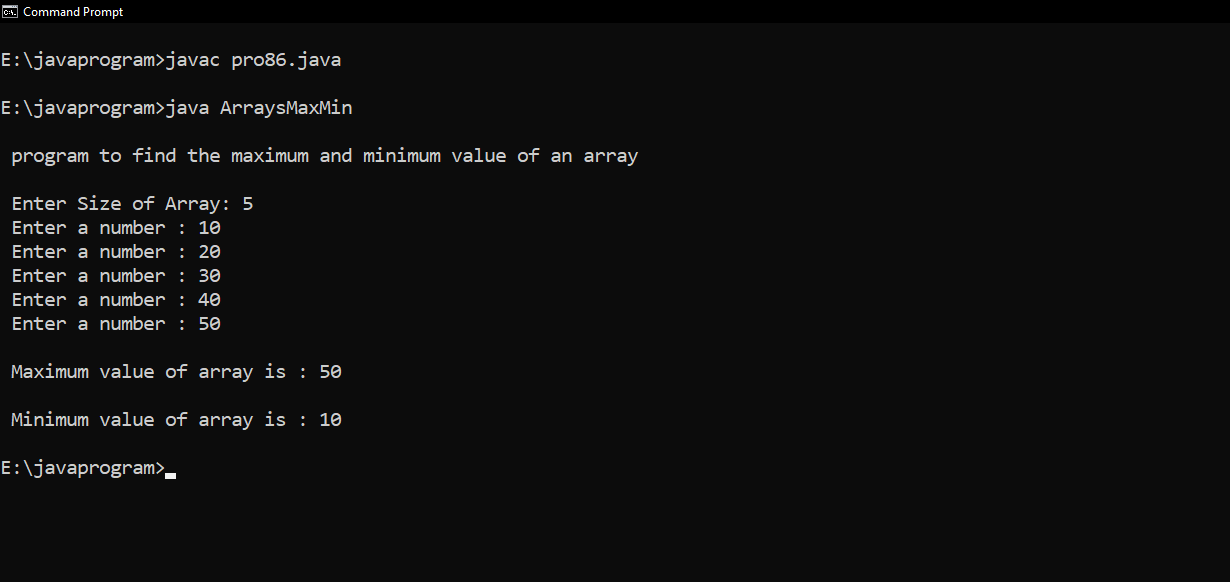 Command Prompt
E:\javaprogram>javac pro86.java
E:\javaprogram>java ArraysMaxMin
program to find the maximum and minimum value of an array
Enter Size of Array: 5
Enter a number : 10
Enter a number : 20
Enter a number : 30
Enter a number : 40
Enter a number : 50
Maximum value of array is : 50
Minimum value of array is : 10
E:\javaprogram>